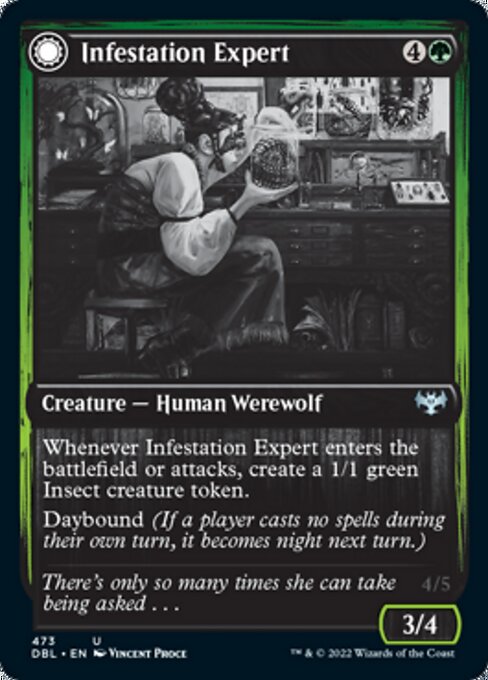 Infestation Expert
4
Creature — Human Werewolf
Whenever Infestation Expert enters the
battlefield or attacks, create a 1/1 green
Insect creature token.
Daybound (If a player casts no spells during
their own turn, it becomes night next turn.)
There's only so many times she can take
being asked . . .
4/5
3/4
473 U
DBL • EN Vincent Proce
™ & © 2022 Wizards of the Coast